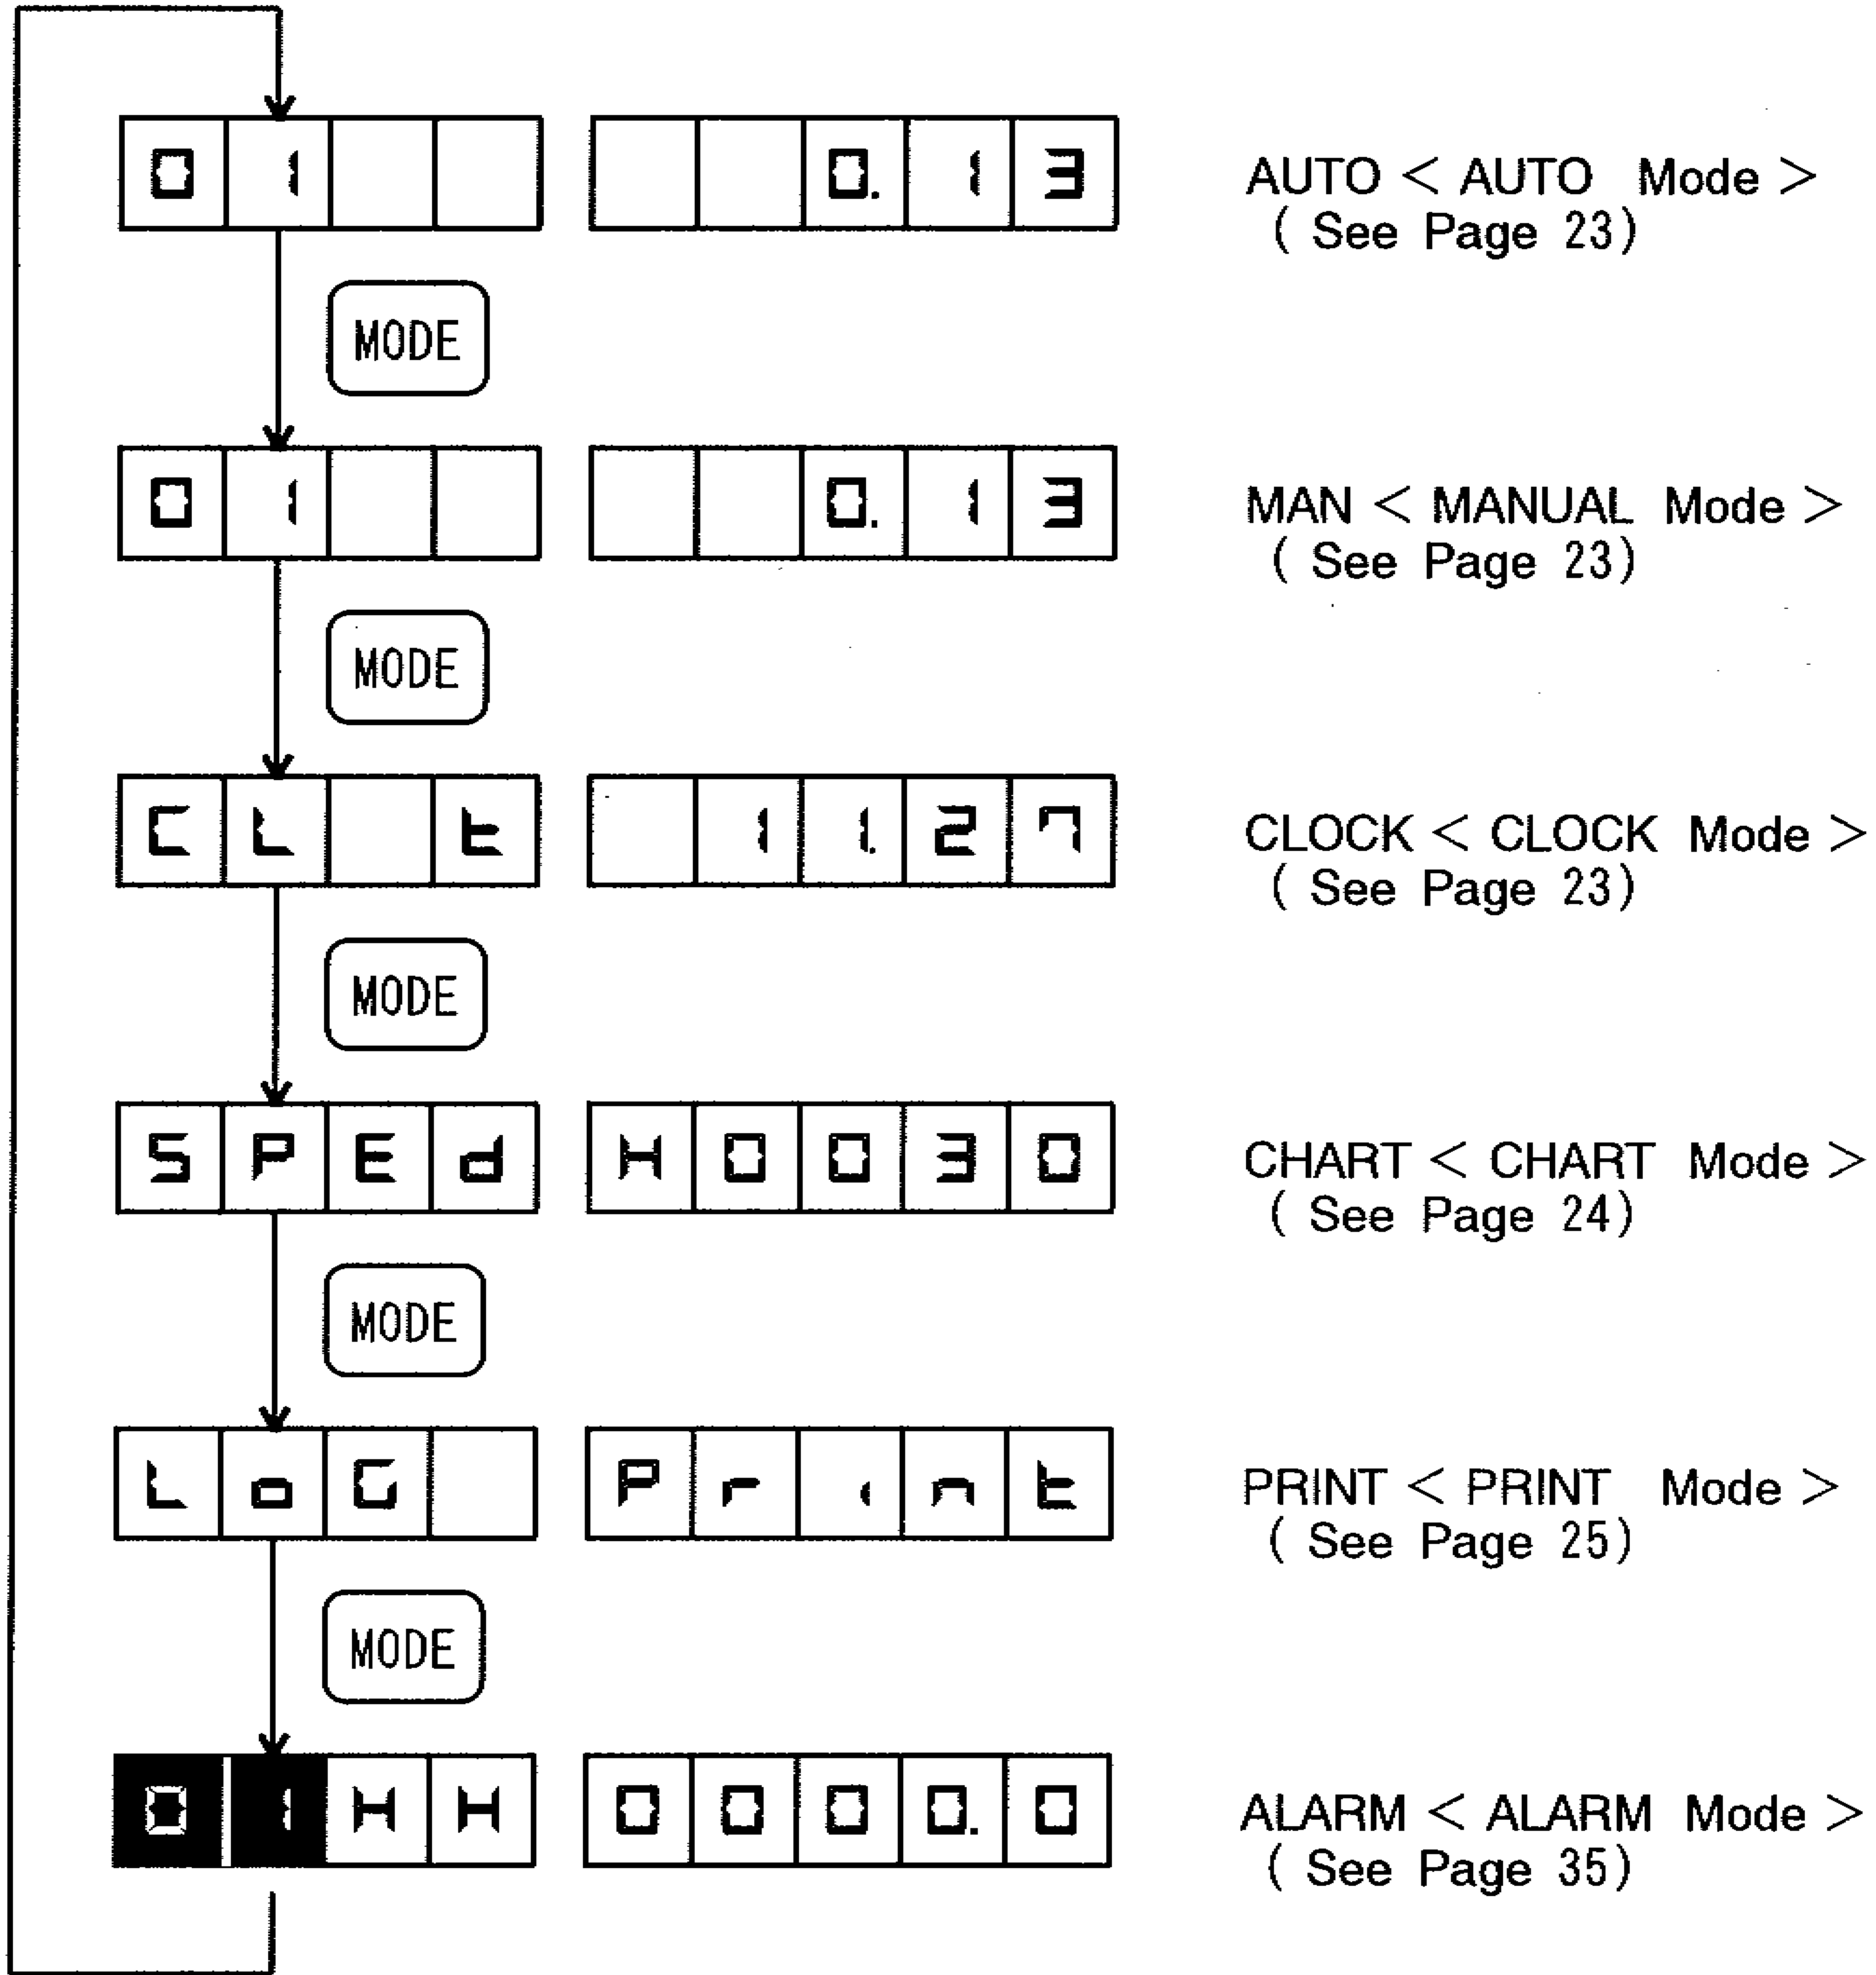 01 0.13 AUTO < AUTO Mode >
( See Page 23)
MODE
01 0.13 MAN < MANUAL Mode >
( See Page 23)
MODE
CL t 11.27 CLOCK < CLOCK Mode >
( See Page 23)
MODE
SPEd H0030 CHART < CHART Mode >
( See Page 24)
MODE
LoG Print PRINT < PRINT Mode >
( See Page 25)
MODE
01HH 0000.0 ALARM < ALARM Mode >
( See Page 35)